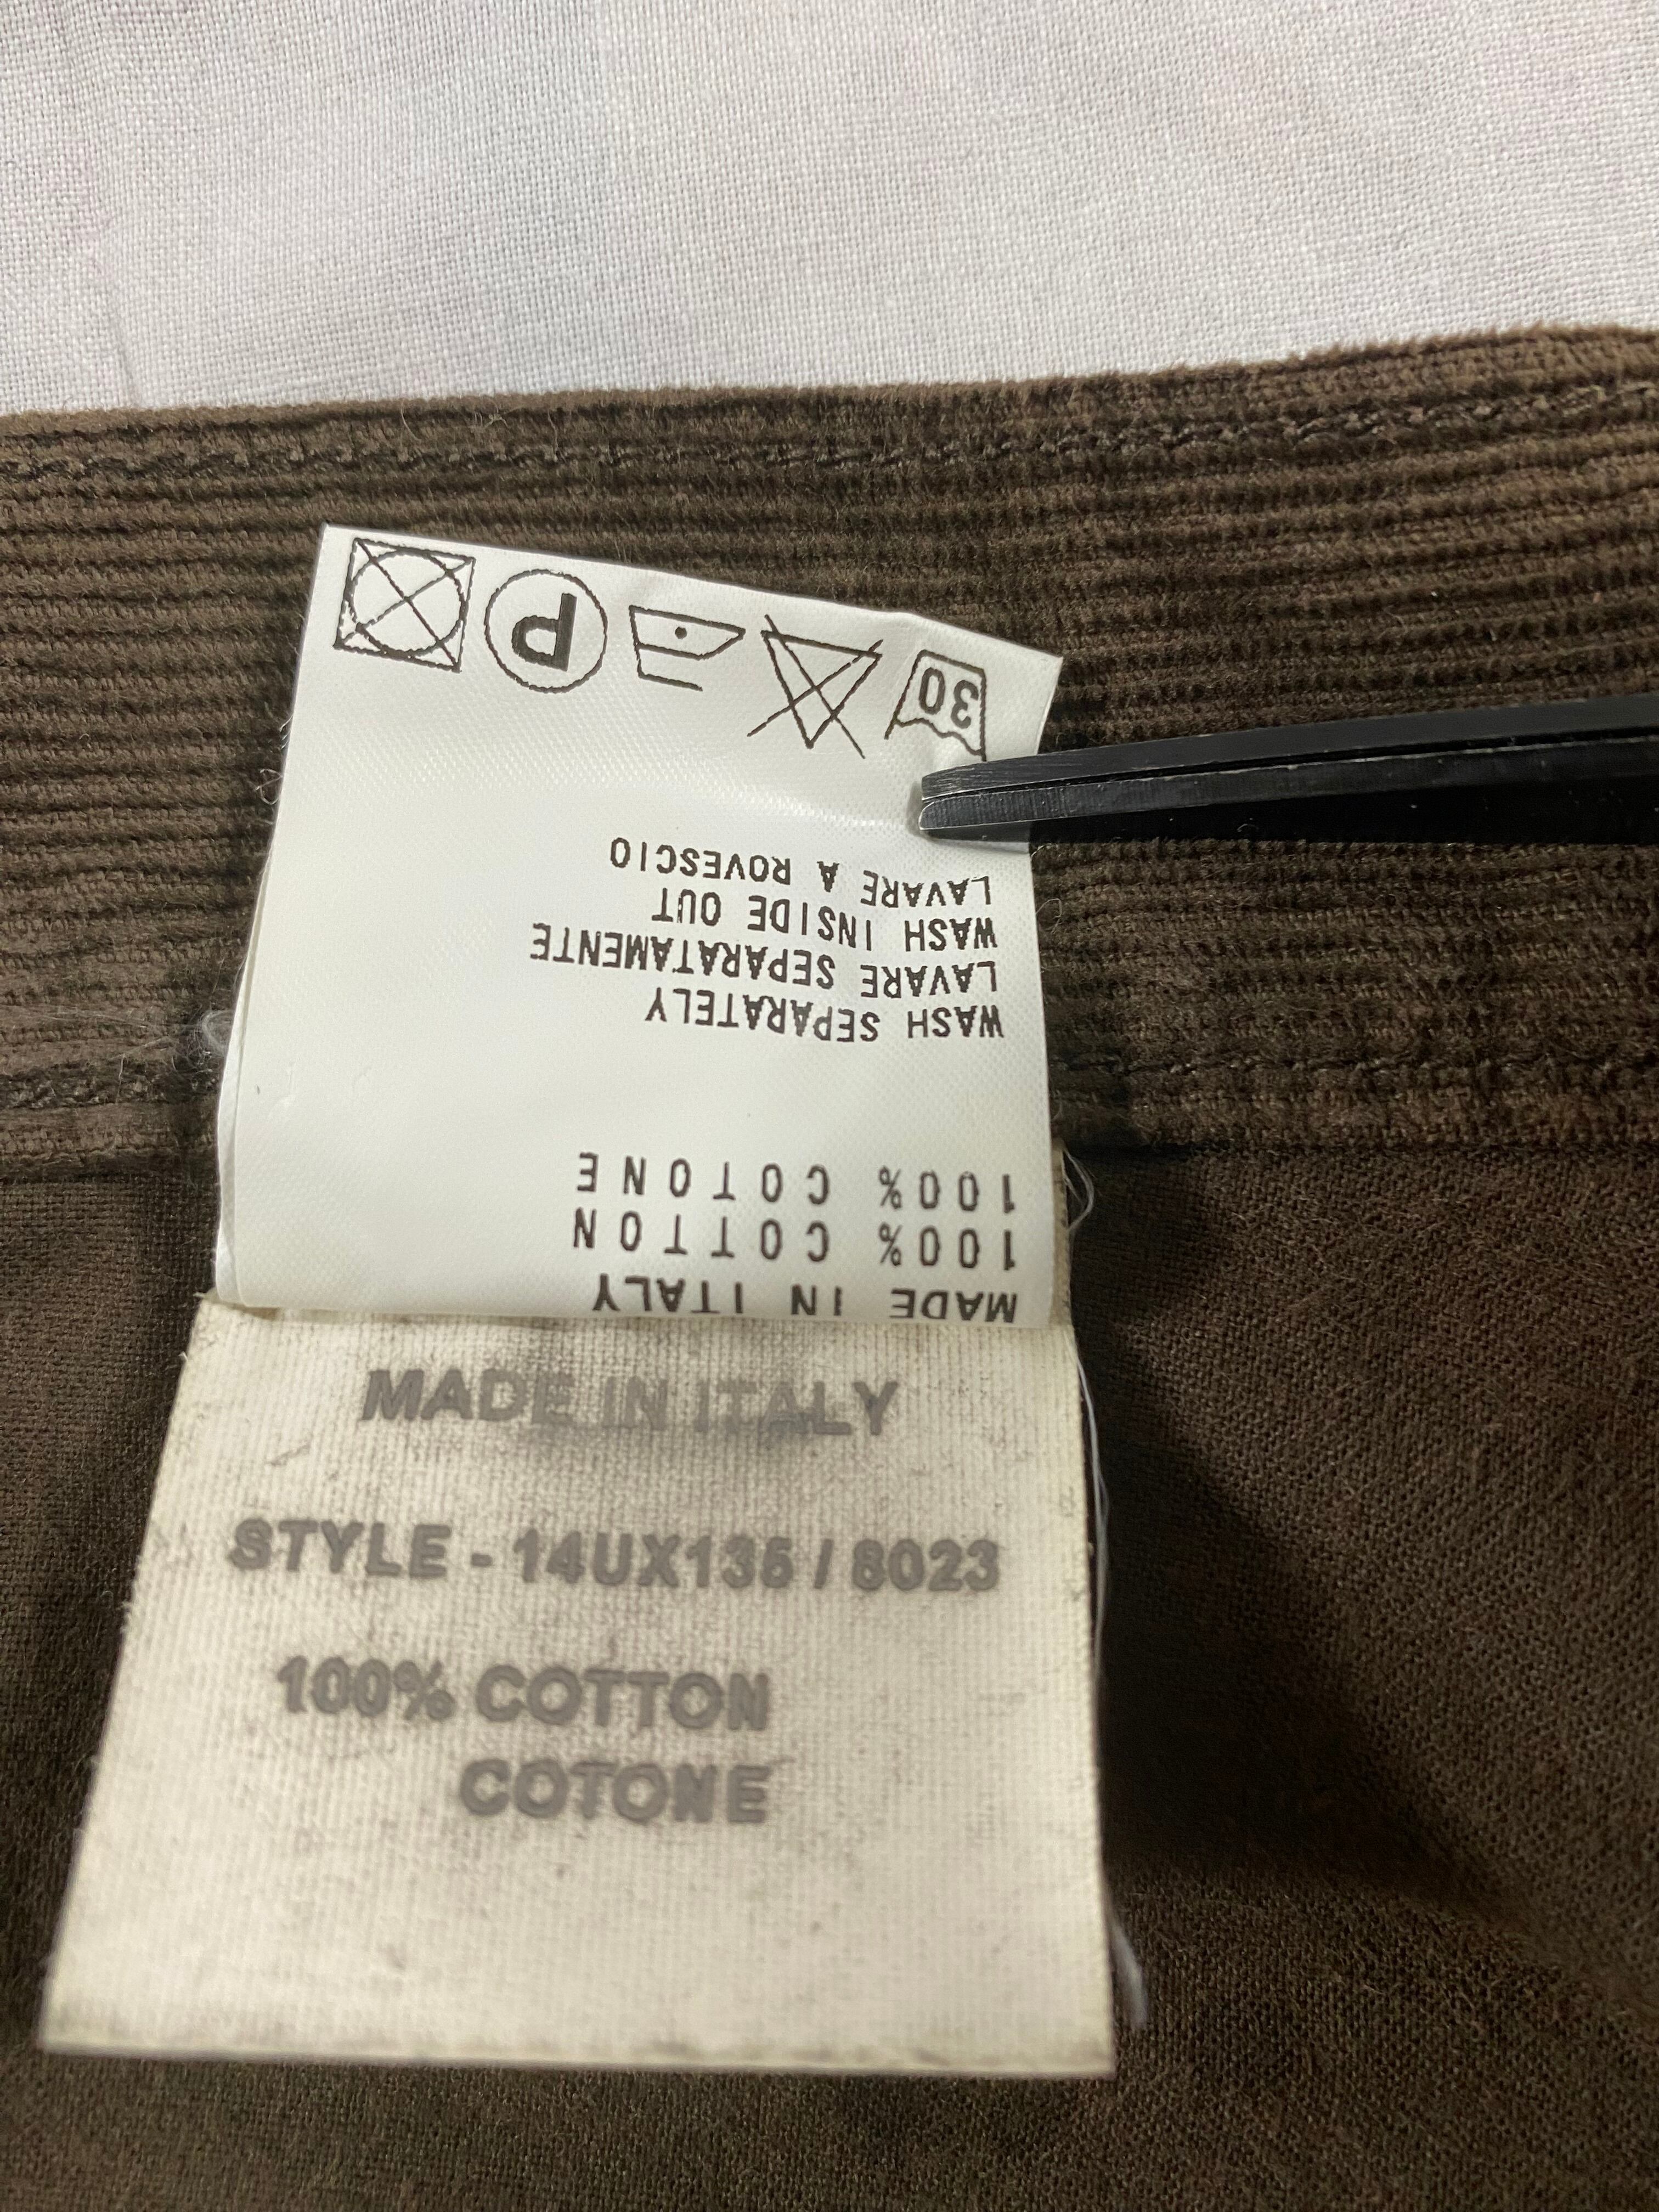 MADE IN ITALY
100% COTTON
100% COTONE
WASH SEPARATELY
LAVARE SEPARATAMENTE
WASH INSIDE OUT
LAVARE A ROVESCIO
30 P
MADE IN ITALY
STYLE - 14UX135 / 8023
100% COTTON
COTONE